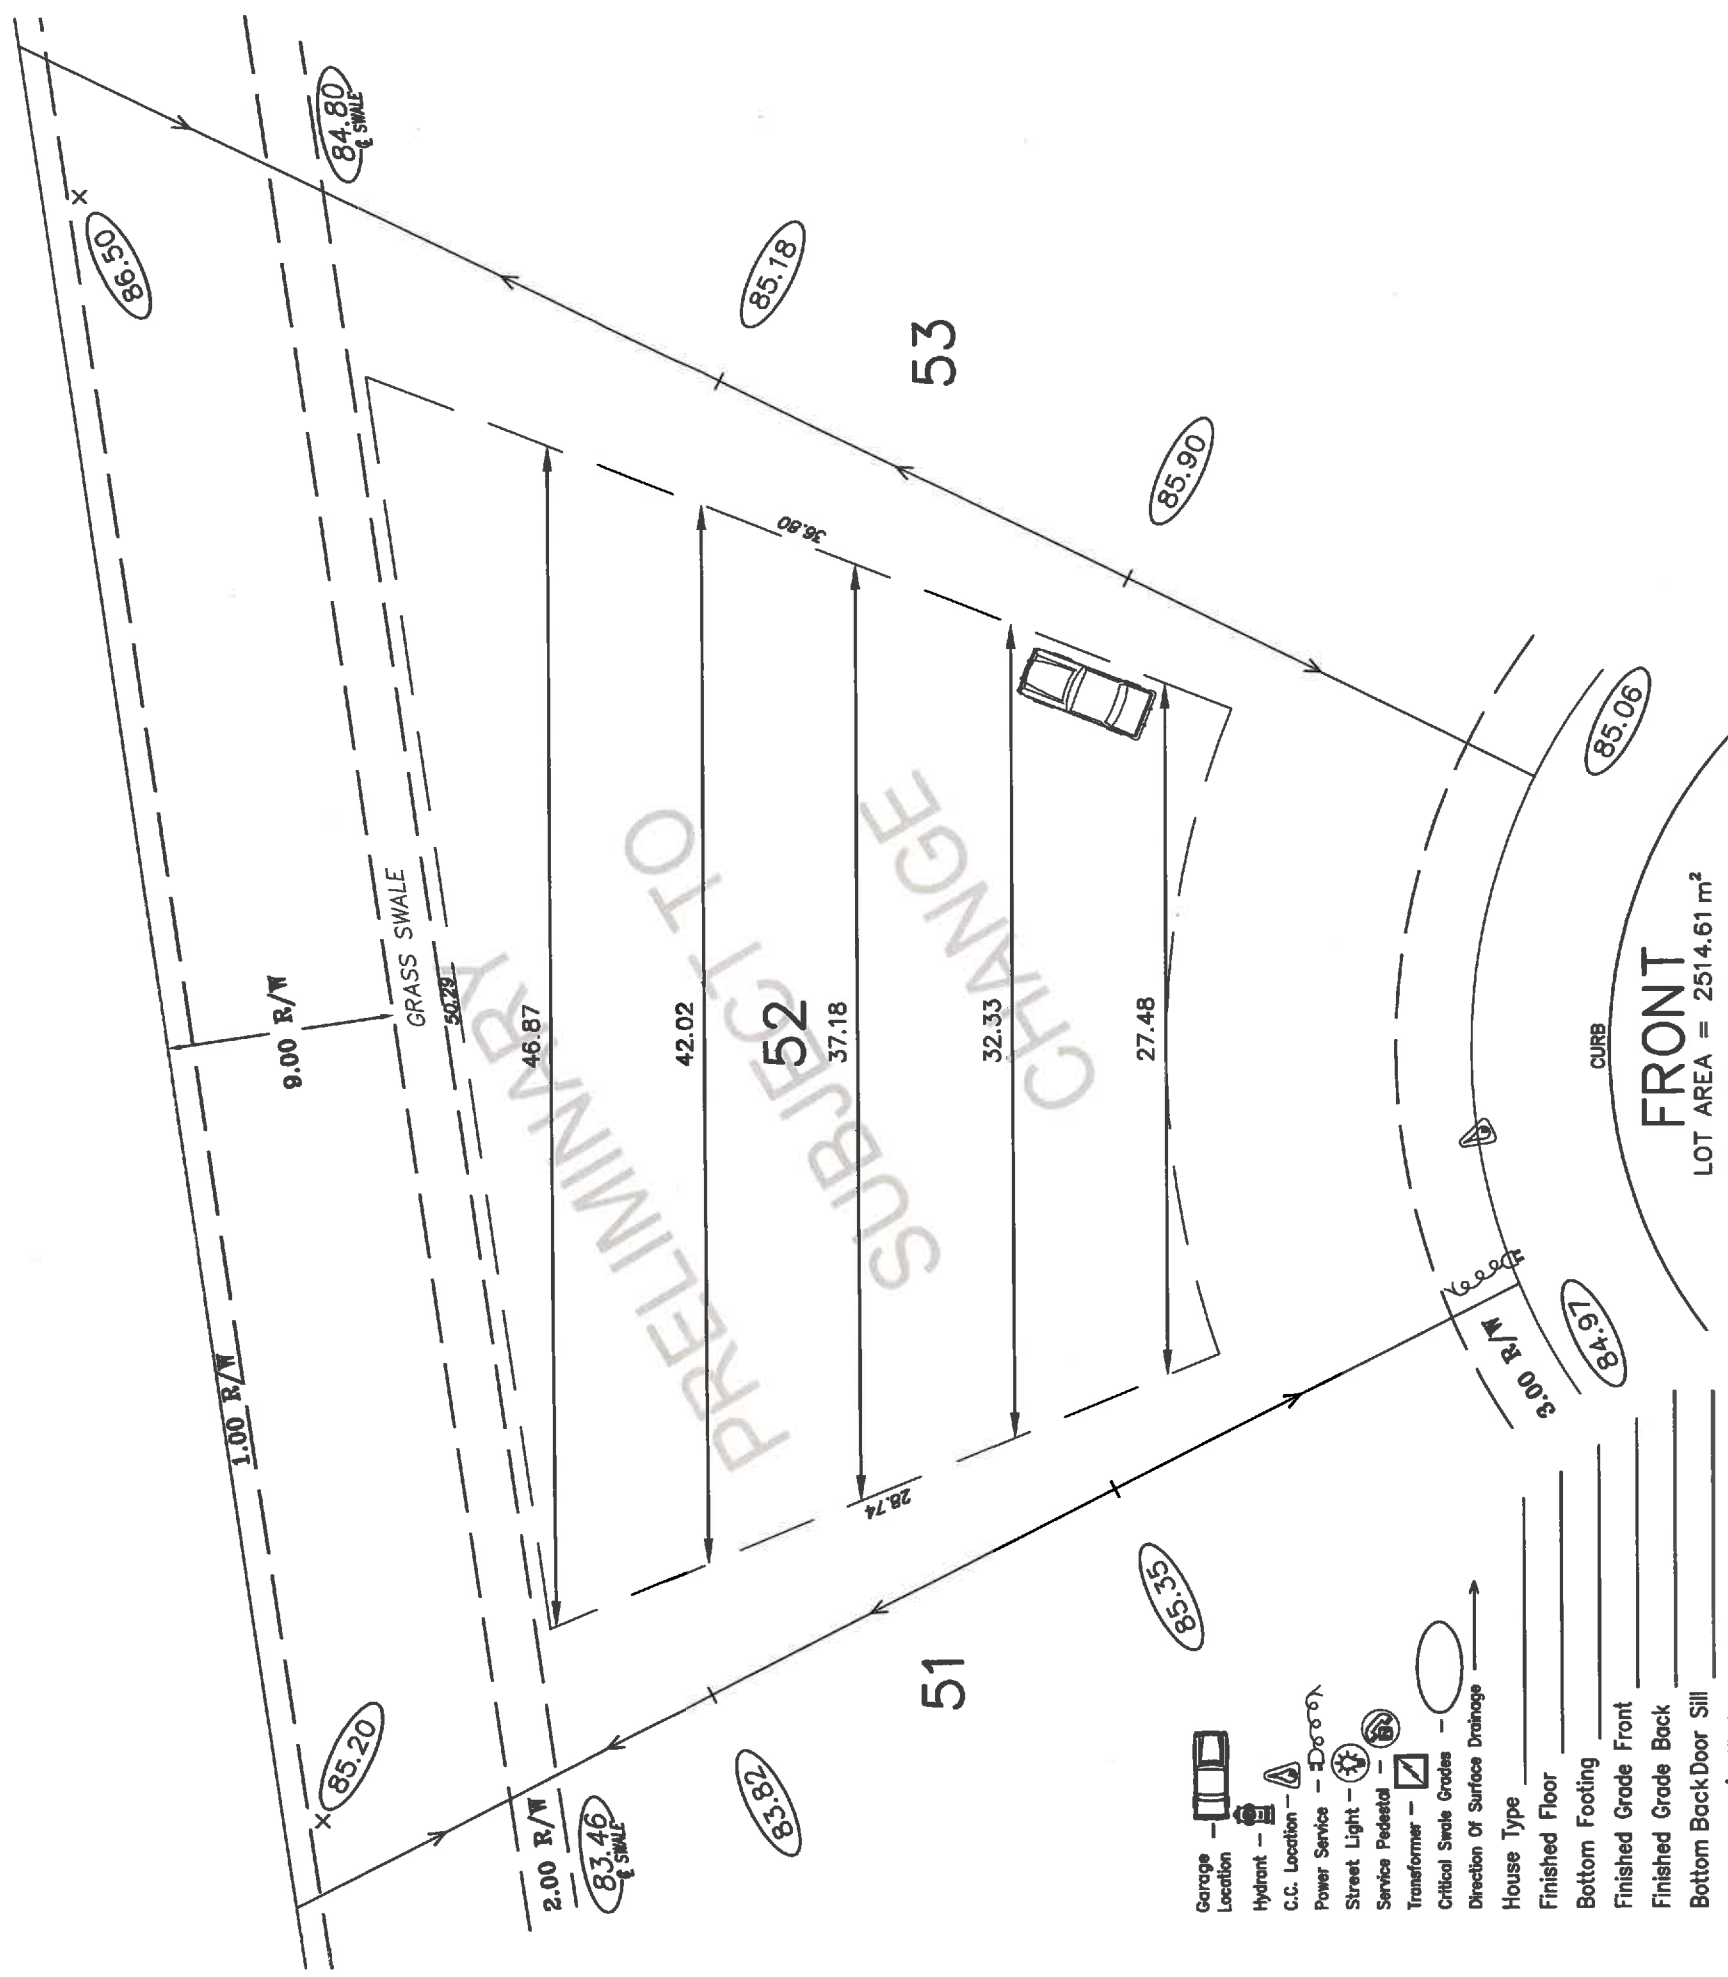 86.50
84.80
℄ SWALE
85.18
53
85.90
85.06
36.80
9.00 R/W
GRASS SWALE
50.29
46.87
42.02
52
37.18
32.33
27.48
PRELIMINARY
SUBJECT TO
CHANGE
CURB
FRONT
LOT AREA = 2514.61 m²
1.00 R/W
28.74
3.00 R/W
84.97
85.20
2.00 R/W
83.46
℄ SWALE
83.82
51
85.35
Garage
Location
Hydrant
C.C. Location
Power Service
Street Light
Service Pedestal
Transformer
Critical Swale Grades
Direction Of Surface Drainage
House Type
Finished Floor
Bottom Footing
Finished Grade Front
Finished Grade Back
Bottom BackDoor Sill